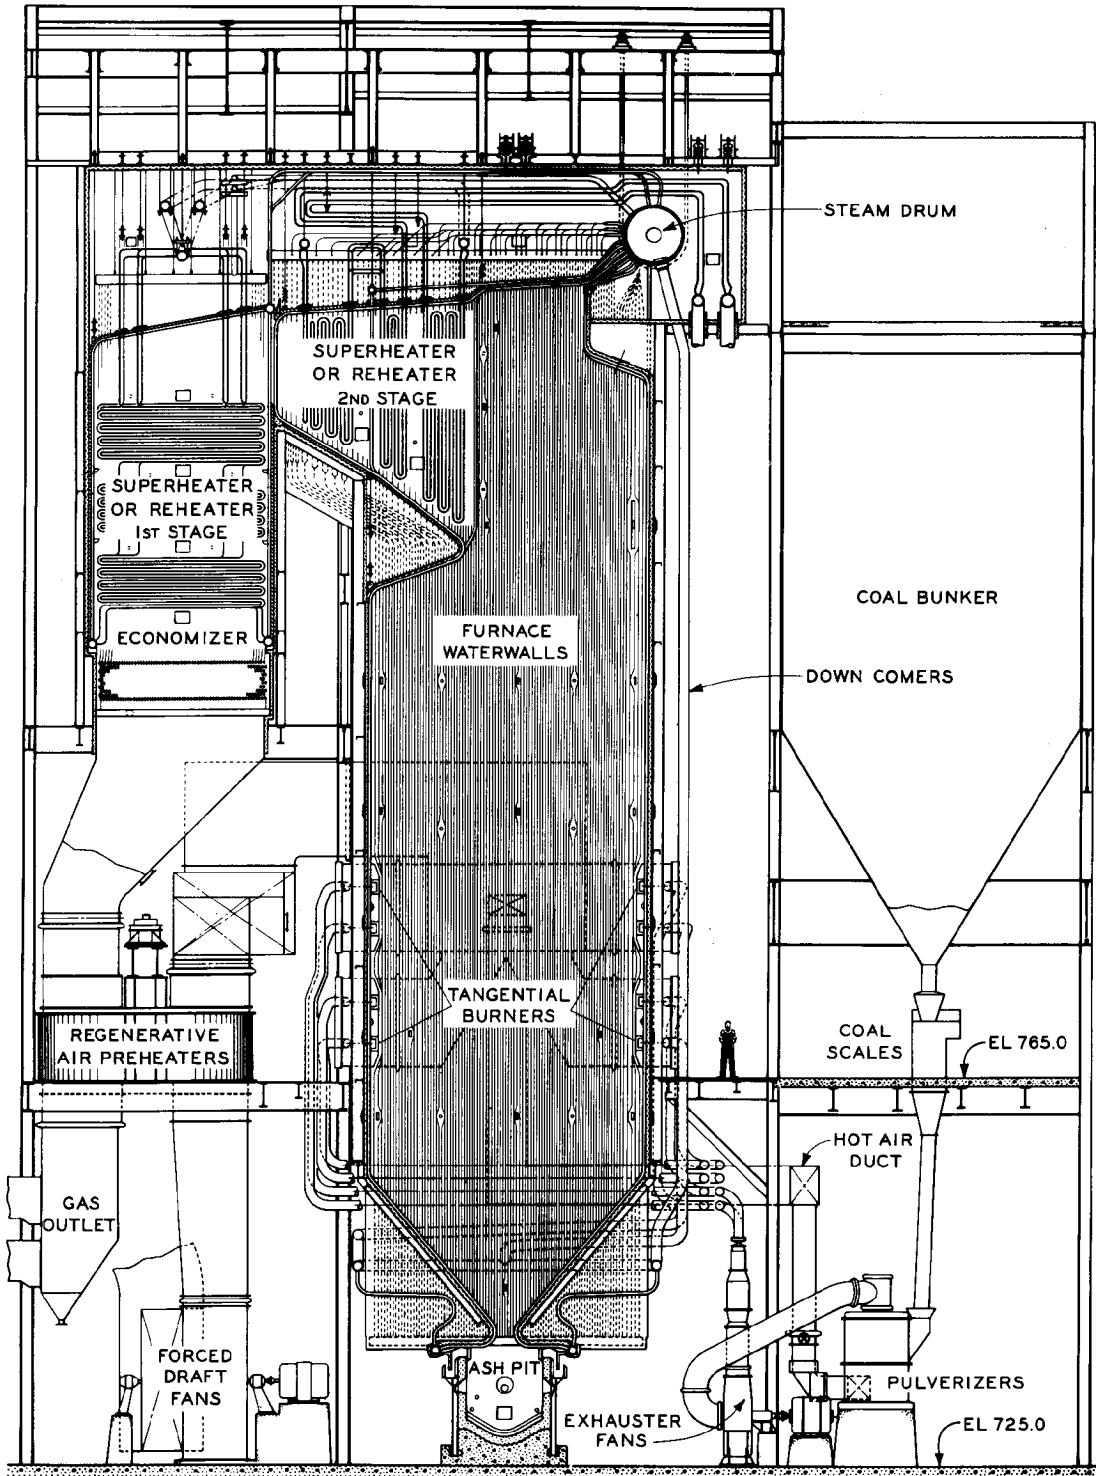 STEAM DRUM
SUPERHEATER
OR REHEATER
2ND STAGE
SUPERHEATER
OR REHEATER
1ST STAGE
COAL BUNKER
ECONOMIZER
FURNACE
WATERWALLS
DOWN COMERS
TANGENTIAL
BURNERS
REGENERATIVE
AIR PREHEATERS
COAL
SCALES
EL 765.0
HOT AIR
DUCT
GAS
OUTLET
FORCED
DRAFT
FANS
ASH PIT
PULVERIZERS
EXHAUSTER
FANS
EL 725.0